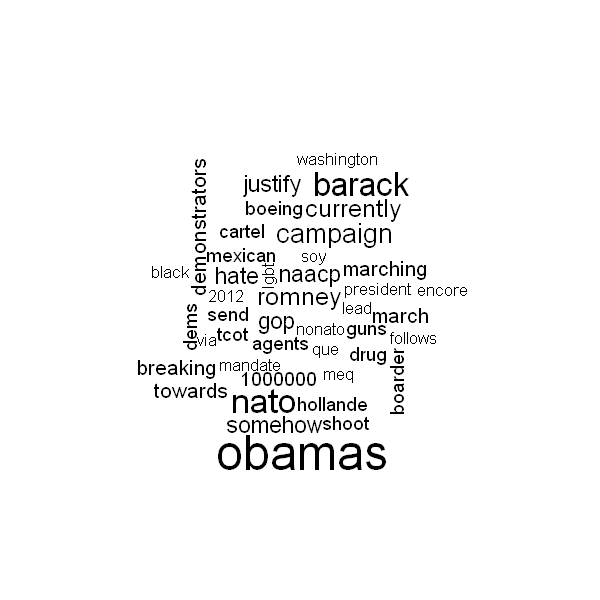 washington
demonstrators
justify barack
boeing currently
cartel campaign
mexican soy
black hate lgbt naacp marching
2012 romney president encore
send lead
dems tcot gop nonato guns march
via agents que drug follows
breaking mandate boarder
towards 1000000 meq
nato hollande
somehow shoot
obamas